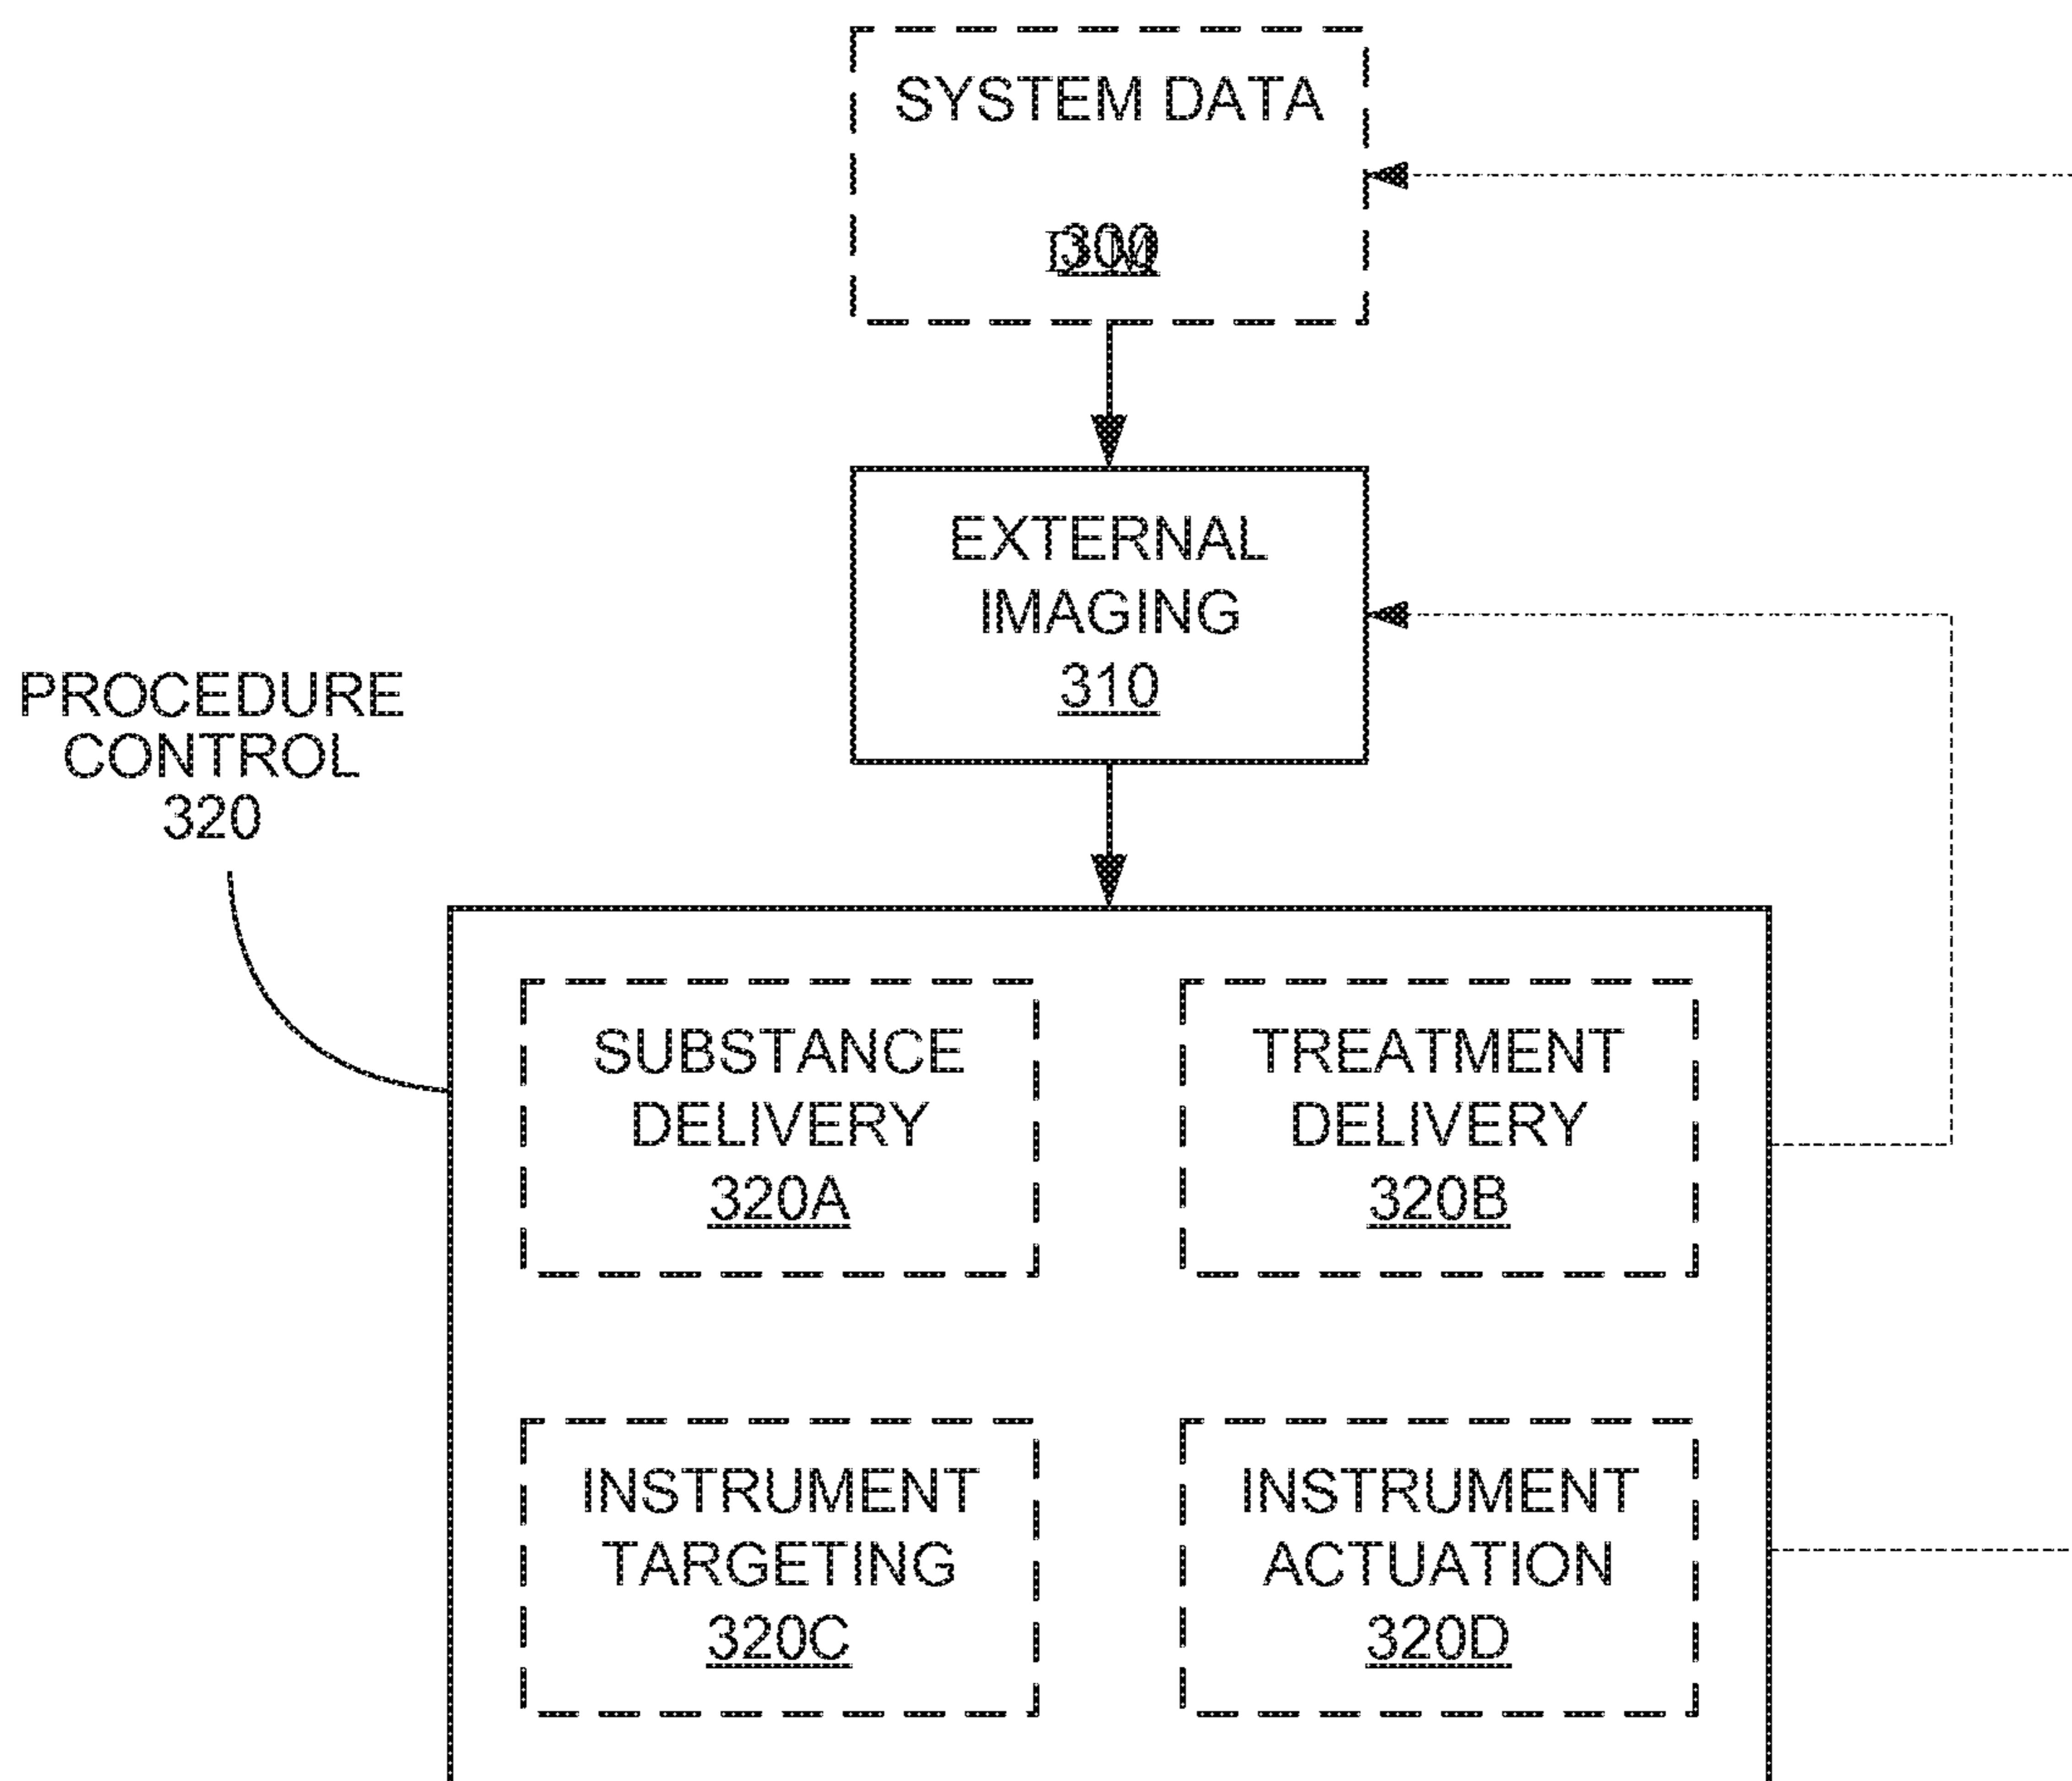 SYSTEM DATA
300
EXTERNAL
IMAGING
310
PROCEDURE
CONTROL
320
SUBSTANCE
DELIVERY
320A
TREATMENT
DELIVERY
320B
INSTRUMENT
TARGETING
320C
INSTRUMENT
ACTUATION
320D